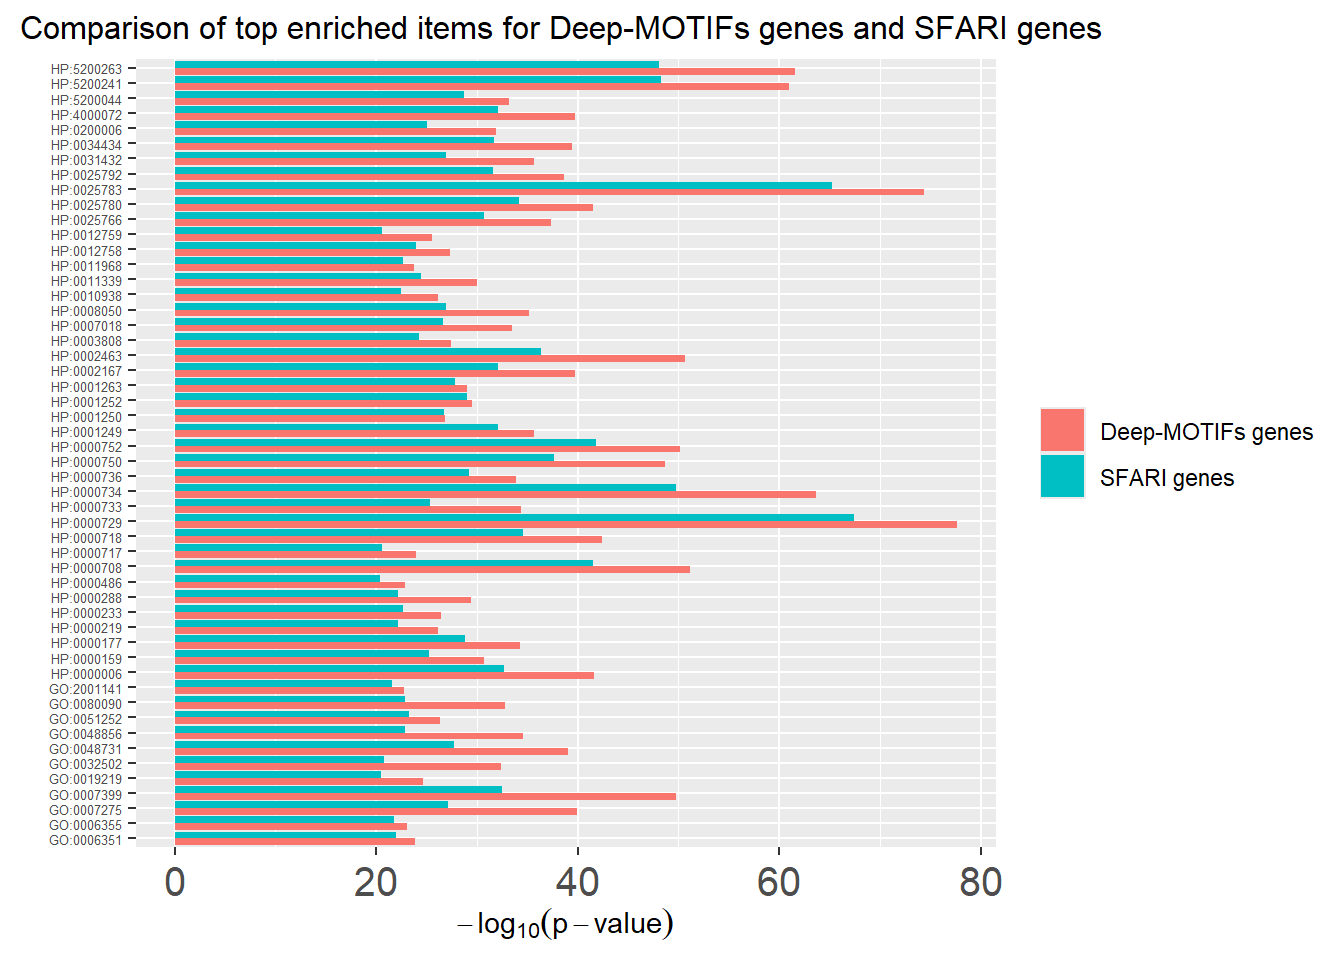 Comparison of top enriched items for Deep-MOTIFs genes and SFARI genes
HP:5200263
HP:5200241
HP:5200044
HP:4000072
HP:0200006
HP:0034434
HP:0031432
HP:0025792
HP:0025783
HP:0025780
HP:0025766
HP:0012759
HP:0012758
HP:0011968
HP:0011339
HP:0010938
HP:0008050
HP:0007018
HP:0003808
HP:0002463
HP:0002167
HP:0001263
HP:0001252
HP:0001250
HP:0001249
HP:0000752
HP:0000750
HP:0000736
HP:0000734
HP:0000733
HP:0000729
HP:0000718
HP:0000717
HP:0000708
HP:0000486
HP:0000288
HP:0000233
HP:0000219
HP:0000177
HP:0000159
HP:0000006
GO:2001141
GO:0080090
GO:0051252
GO:0048856
GO:0048731
GO:0032502
GO:0019219
GO:0007399
GO:0007275
GO:0006355
GO:0006351
0 20 40 60 80
−log10(p−value)
Deep-MOTIFs genes
SFARI genes